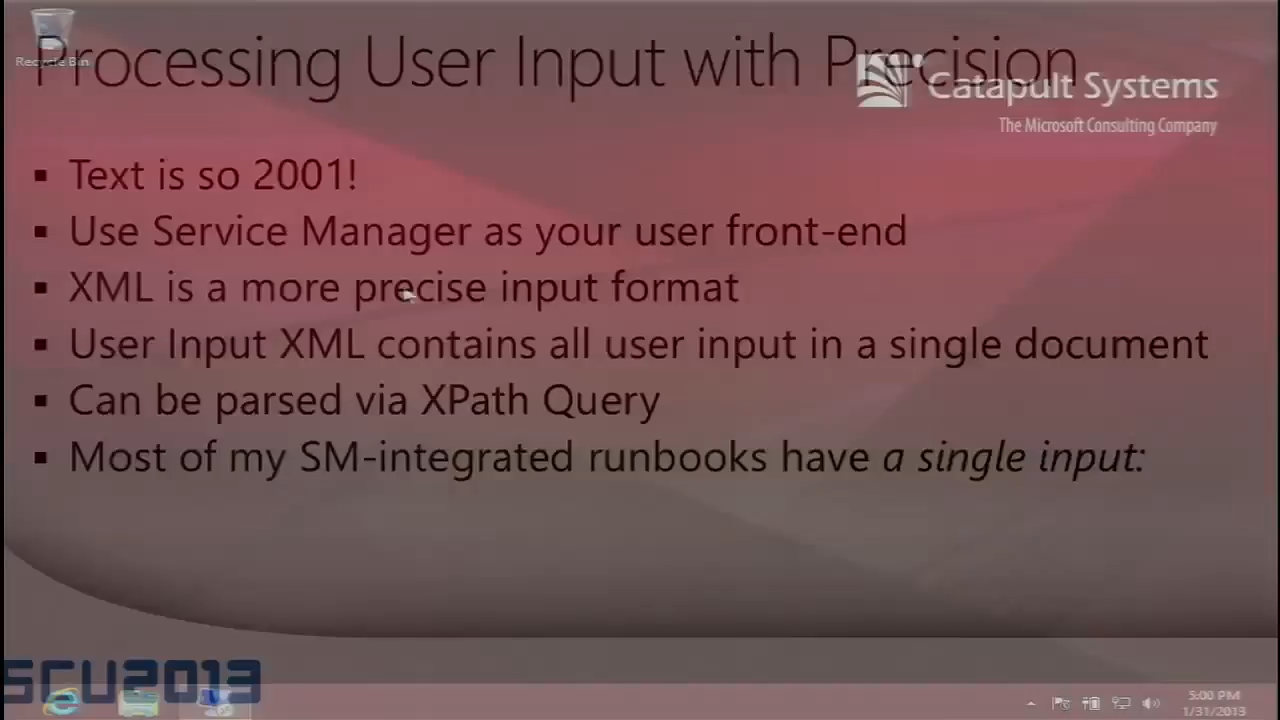 Processing User Input with Precision
Recycle Bin
Catapult Systems
The Microsoft Consulting Company
▪ Text is so 2001!
▪ Use Service Manager as your user front-end
▪ XML is a more precise input format
▪ User Input XML contains all user input in a single document
▪ Can be parsed via XPath Query
▪ Most of my SM-integrated runbooks have a single input:
SCU2013
5:00 PM
1/31/2013